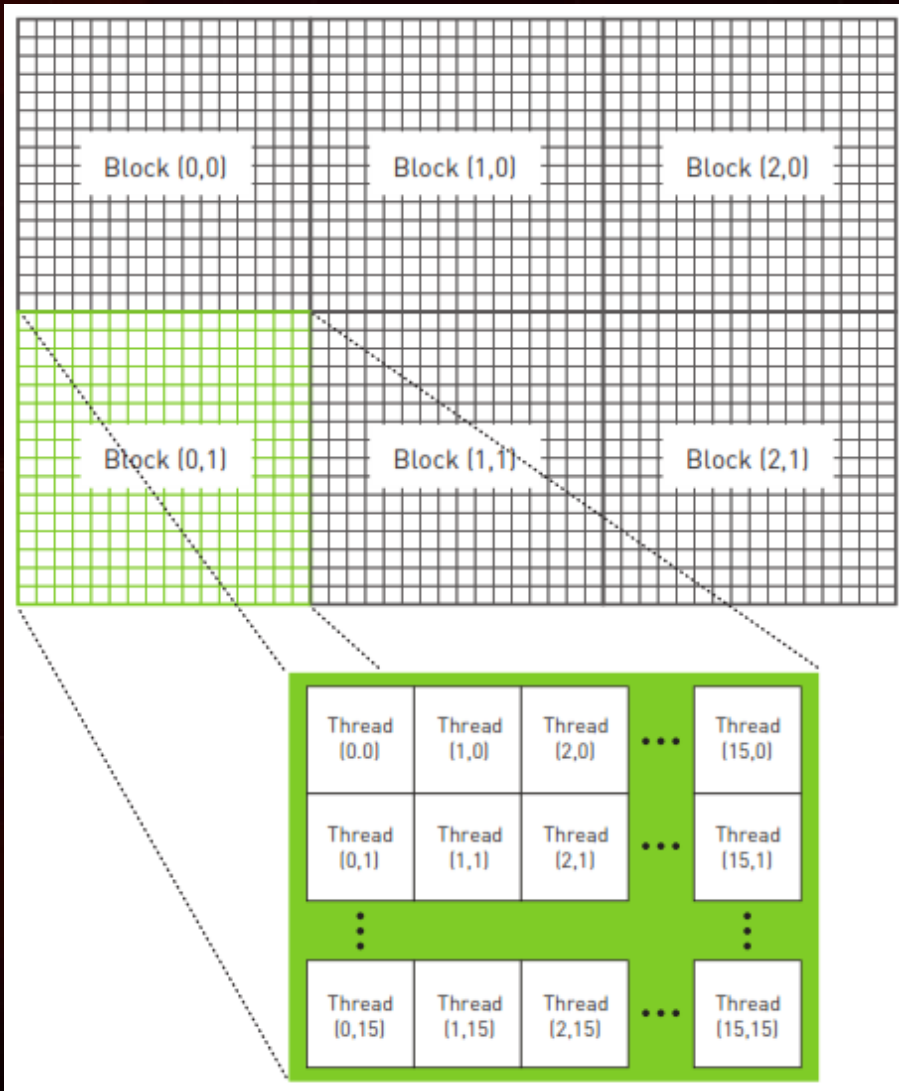 Block (0,0)
Block (1,0)
Block (2,0)
Block (0,1)
Block (1,1)
Block (2,1)
Thread
(0.0)
Thread
(1,0)
Thread
(2,0)
•••
Thread
(15,0)
Thread
(0,1)
Thread
(1,1)
Thread
(2,1)
•••
Thread
(15,1)
Thread
(0,15)
Thread
(1,15)
Thread
(2,15)
•••
Thread
(15,15)